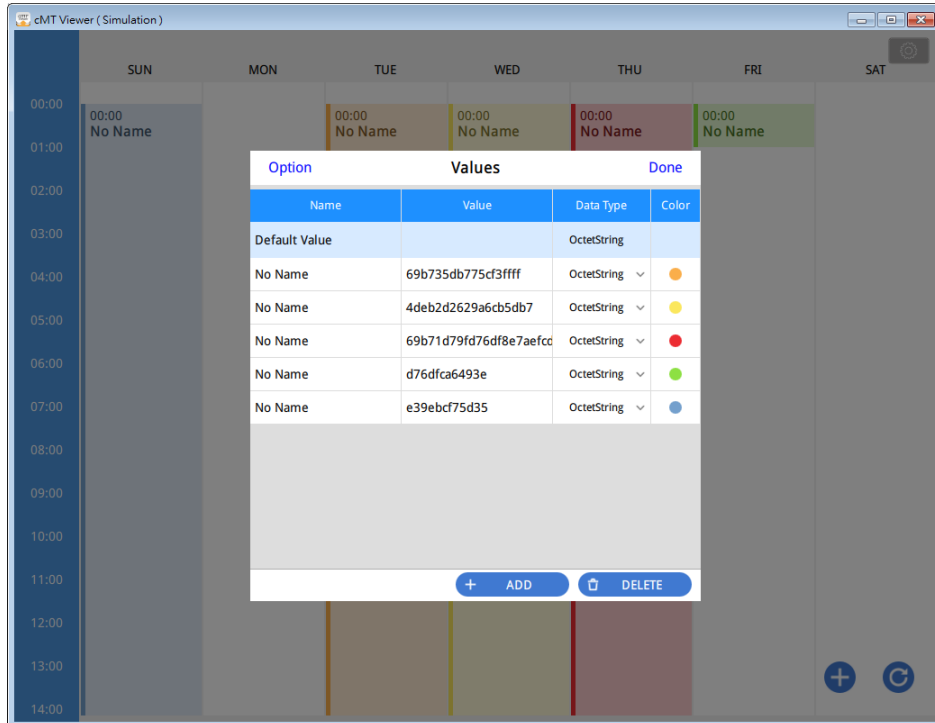 cMT Viewer ( Simulation )
SUN MON TUE WED THU FRI SAT
00:00
00:00 00:00 00:00 00:00 00:00
No Name No Name No Name No Name No Name
01:00
Option Values Done
02:00
Name Value Data Type Color
03:00
Default Value OctetString
04:00
No Name 69b735db775cf3ffff OctetString
No Name 4deb2d2629a6cb5db7 OctetString
05:00
No Name 69b71d79fd76df8e7aefcd OctetString
06:00
No Name d76dfca6493e OctetString
07:00
No Name e39ebcf75d35 OctetString
08:00
09:00
10:00
11:00
+ ADD DELETE
12:00
13:00
14:00